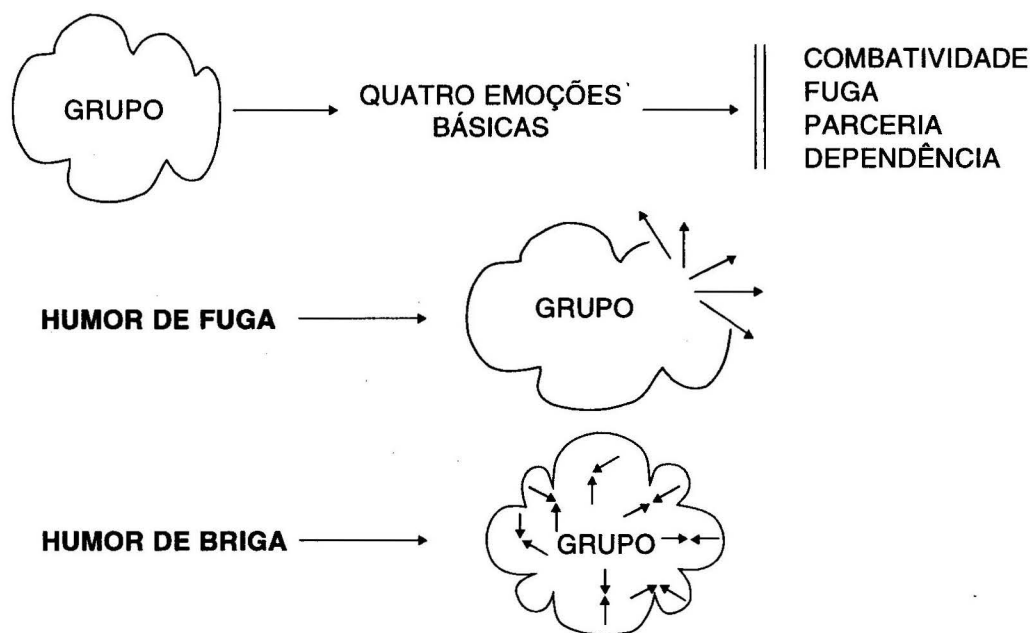 GRUPO
QUATRO EMOÇÕES
BÁSICAS
COMBATIVIDADE
FUGA
PARCERIA
DEPENDÊNCIA
HUMOR DE FUGA
GRUPO
HUMOR DE BRIGA
GRUPO